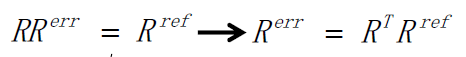 RR^{err} = R^{ref} → R^{err} = R^T R^{ref}